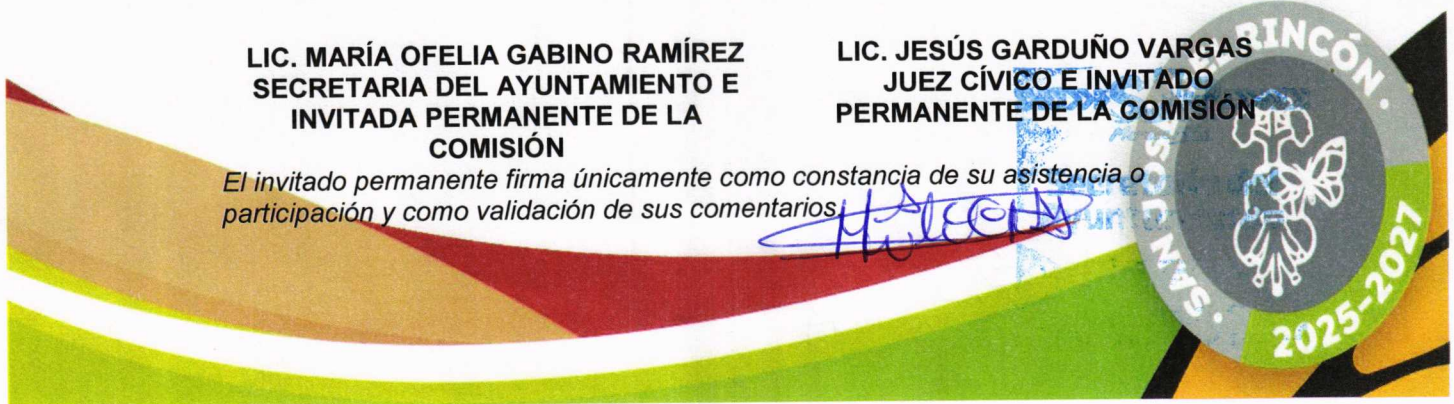 LIC. MARÍA OFELIA GABINO RAMÍREZ
SECRETARIA DEL AYUNTAMIENTO E
INVITADA PERMANENTE DE LA
COMISIÓN
LIC. JESÚS GARDUÑO VARGAS
JUEZ CÍVICO E INVITADO
PERMANENTE DE LA COMISIÓN
El invitado permanente firma únicamente como constancia de su asistencia o
participación y como validación de sus comentarios.
SAN JOSÉ EL RINCÓN
2025-2027